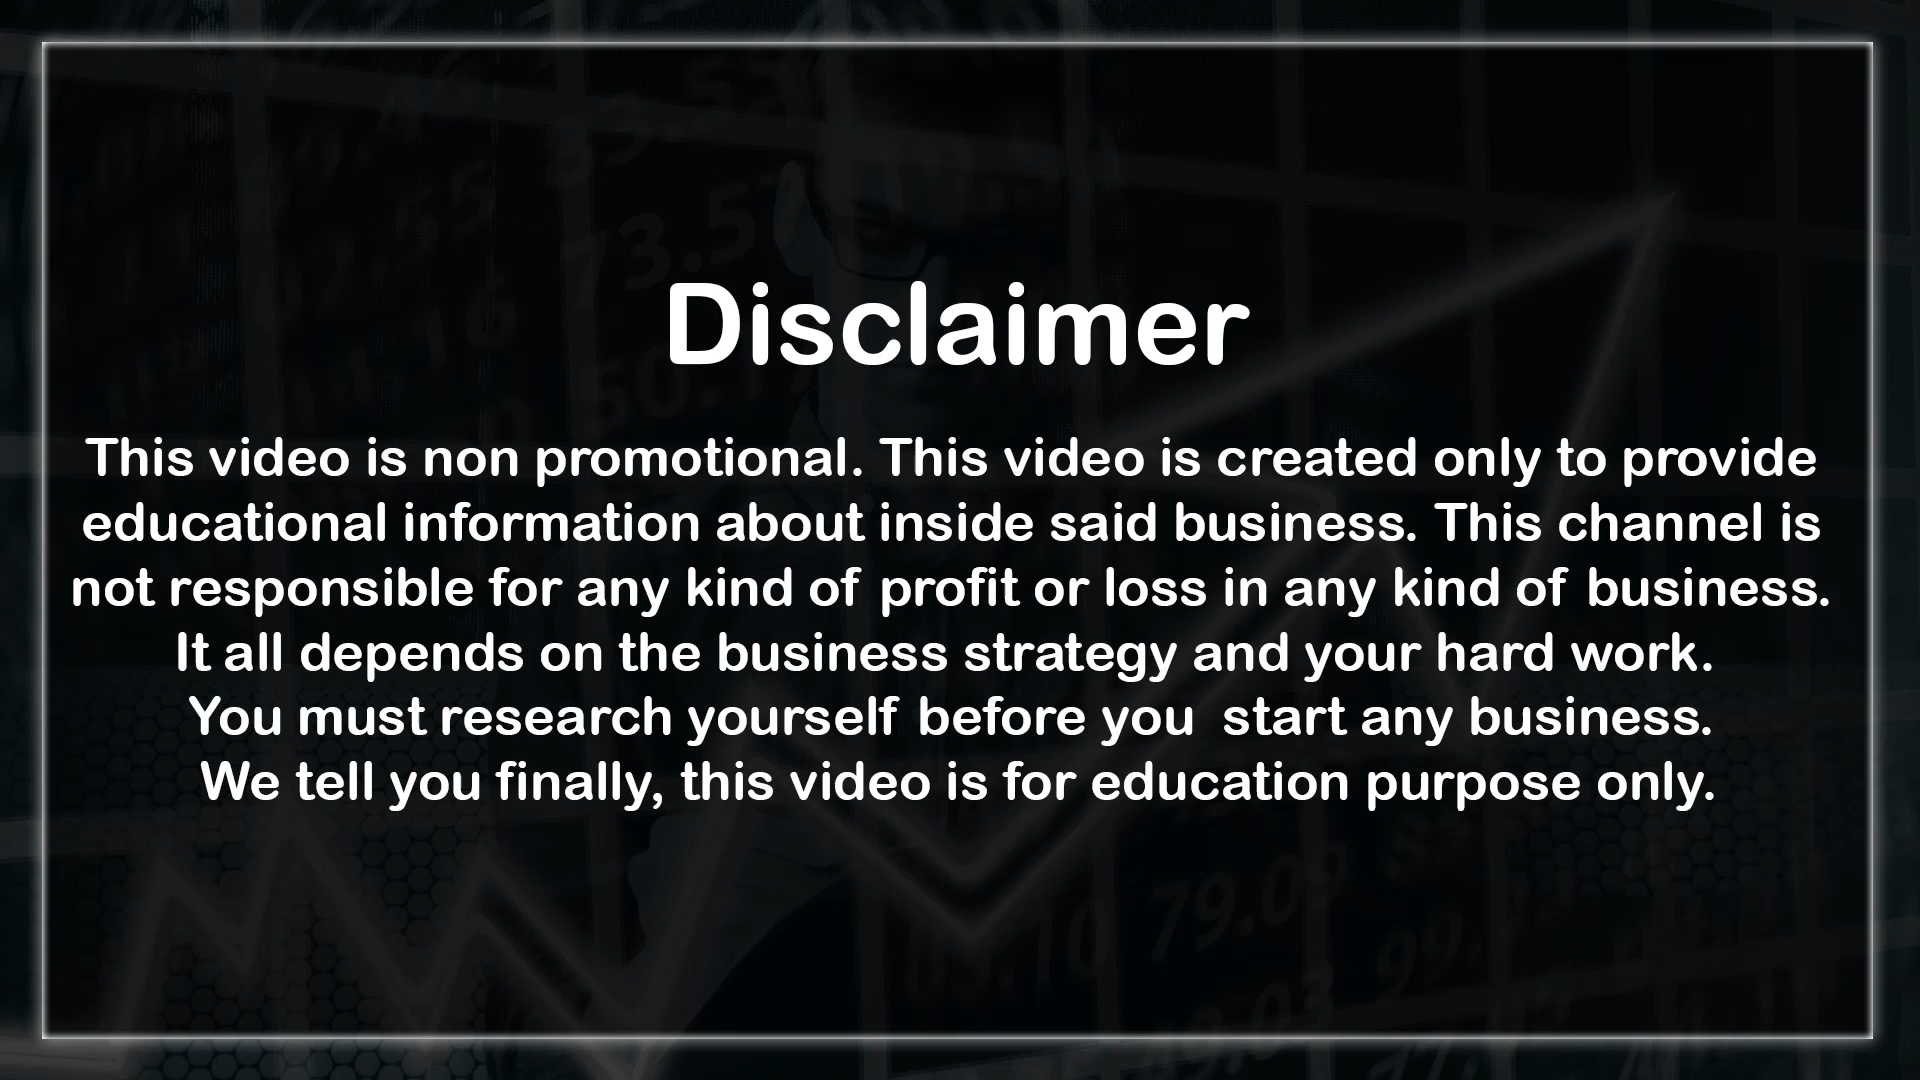 Disclaimer
This video is non promotional. This video is created only to provide
educational information about inside said business. This channel is
not responsible for any kind of profit or loss in any kind of business.
It all depends on the business strategy and your hard work.
You must research yourself before you  start any business.
We tell you finally, this video is for education purpose only.